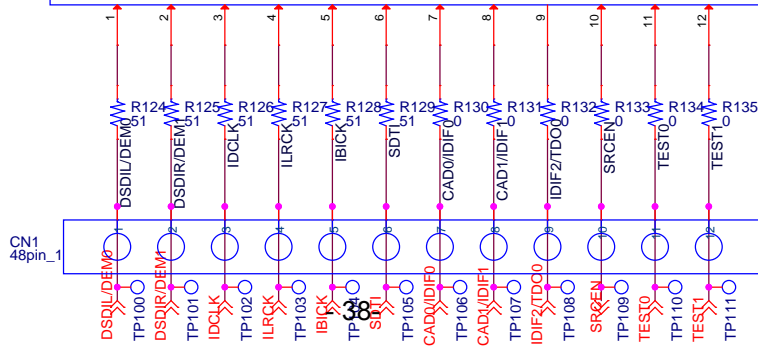 1 2 3 4 5 6 7 8 9 10 11 12
R124 R125 R126 R127 R128 R129 R130 R131 R132 R133 R134 R135
51 51 51 51 51 51 0 0 0 0 0 0
DSDIL/DEM0 DSDIR/DEM1 IDCLK ILRCK IBICK SDTI CAD0/IDIF0 CAD1/IDIF1 IDIF2/TDO0 SRCEN TEST0 TEST1
CN1
48pin_1
1 2 3 4 5 6 7 8 9 10 11 12
DSDIL/DEM0 DSDIR/DEM1 IDCLK ILRCK IBICK SDTI CAD0/IDIF0 CAD1/IDIF1 IDIF2/TDO0 SRCEN TEST0 TEST1
TP100 TP101 TP102 TP103 TP105 TP106 TP107 TP108 TP109 TP110 TP111
- 38-